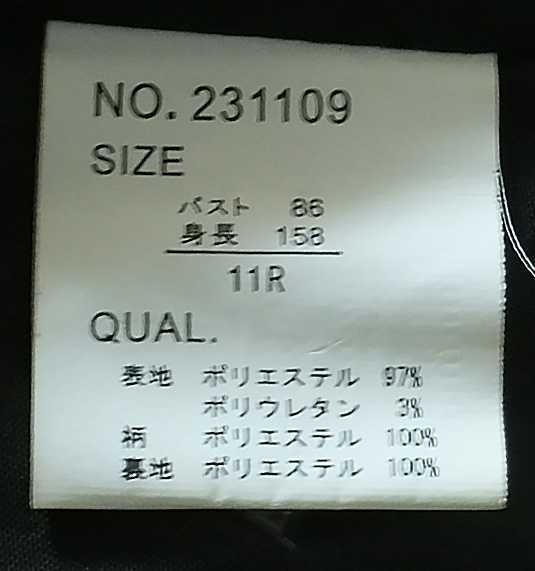 NO. 231109
SIZE
バスト 86
身長 158
11R
QUAL.
表地 ポリエステル 97%
ポリウレタン 3%
柄 ポリエステル 100%
裏地 ポリエステル 100%